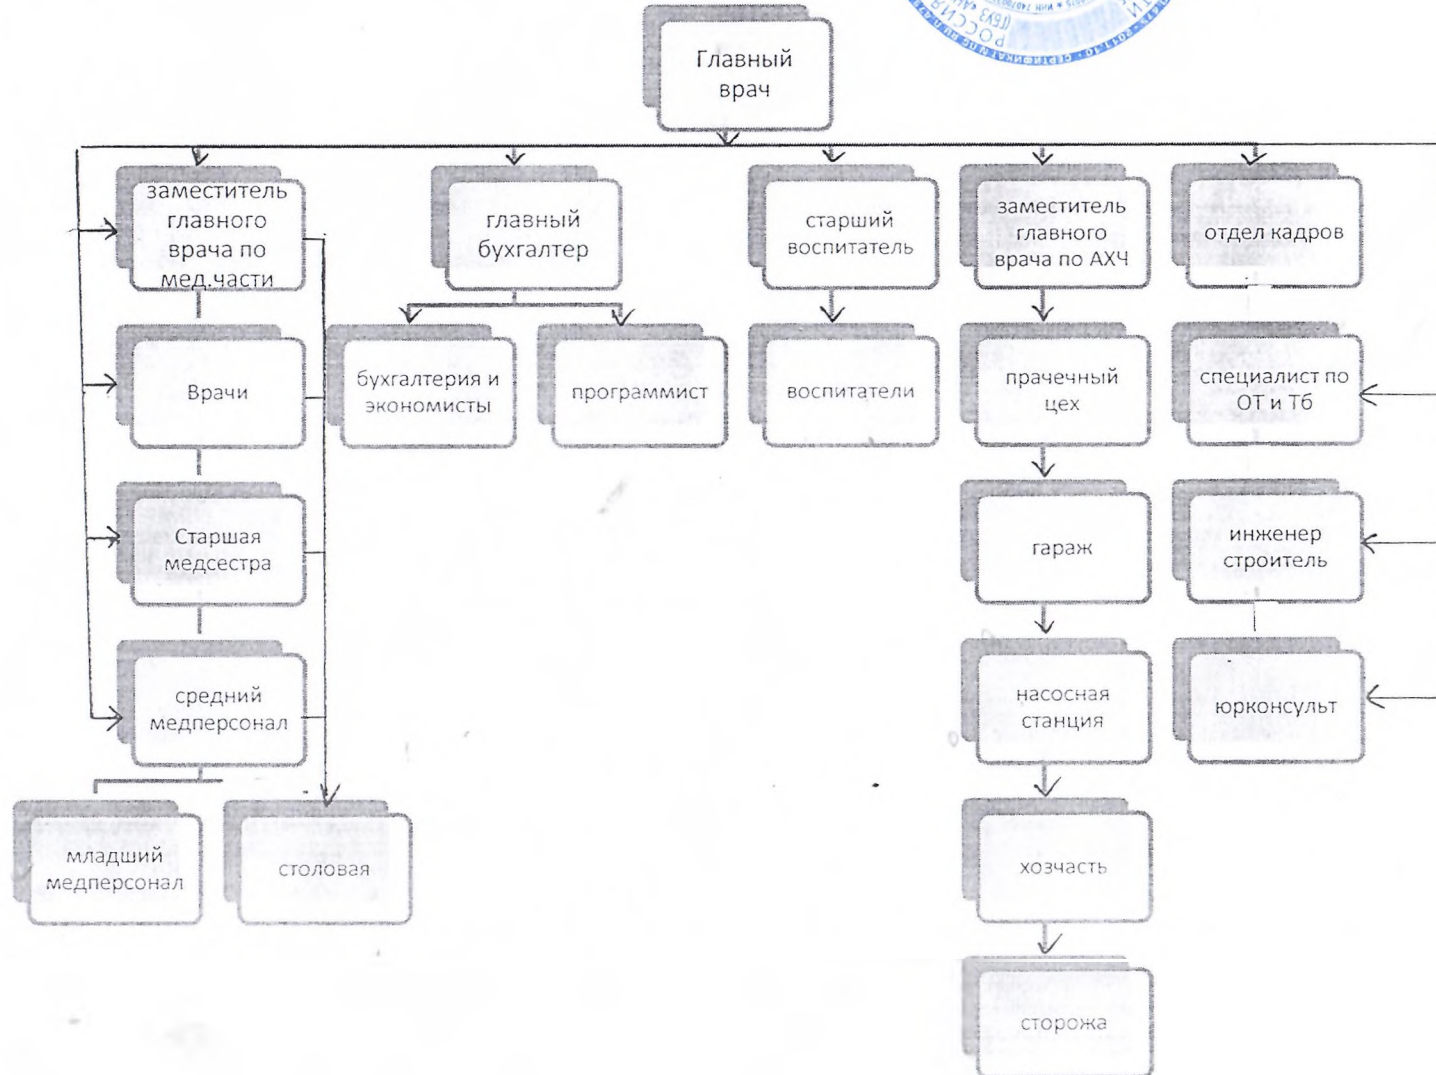 РОССИЯ
Главный
врач
заместитель
главного
врача по
мед.части
главный
бухгалтер
старший
воспитатель
заместитель
главного
врача по АХЧ
отдел кадров
Врачи
бухгалтерия и
экономисты
программист
воспитатели
прачечный
цех
специалист по
ОТ и Тб
Старшая
медсестра
гараж
инженер
строитель
средний
медперсонал
насосная
станция
юрконсульт
младший
медперсонал
столовая
хозчасть
сторожа